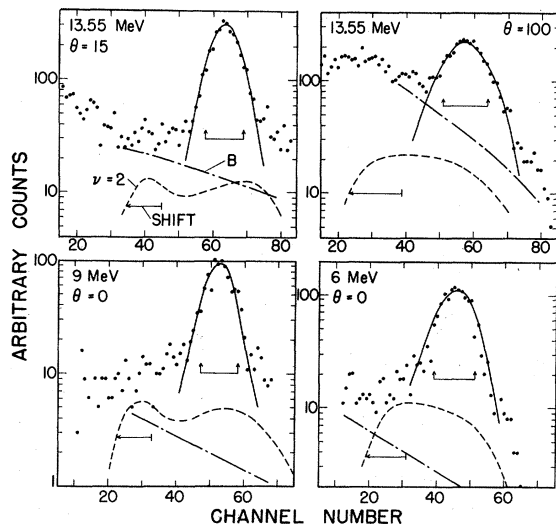 13.55 MeV
θ = 15
100
10
B
ν = 2
SHIFT
20 40 60 80
13.55 MeV θ = 100
100
10
20 40 60 80
9 MeV
θ = 0
100
10
1
20 40 60
6 MeV
θ = 0
100
10
20 40 60
ARBITRARY COUNTS
CHANNEL NUMBER